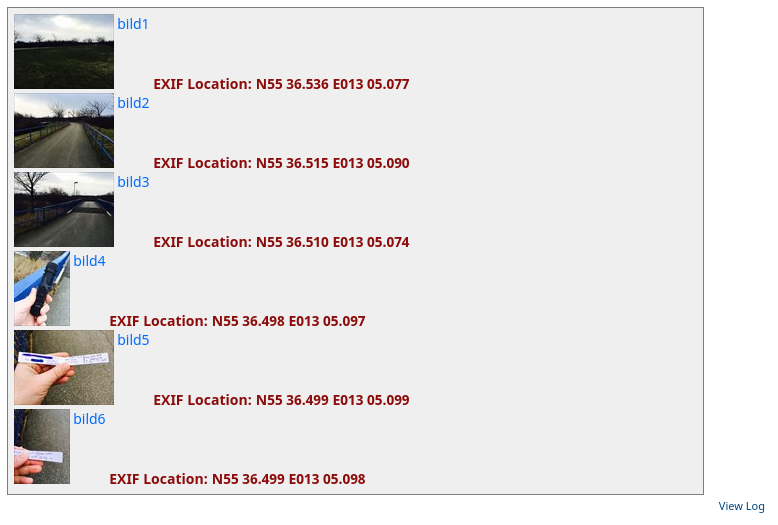 bild1
EXIF Location: N55 36.536 E013 05.077
bild2
EXIF Location: N55 36.515 E013 05.090
bild3
EXIF Location: N55 36.510 E013 05.074
bild4
EXIF Location: N55 36.498 E013 05.097
bild5
EXIF Location: N55 36.499 E013 05.099
bild6
EXIF Location: N55 36.499 E013 05.098
View Log